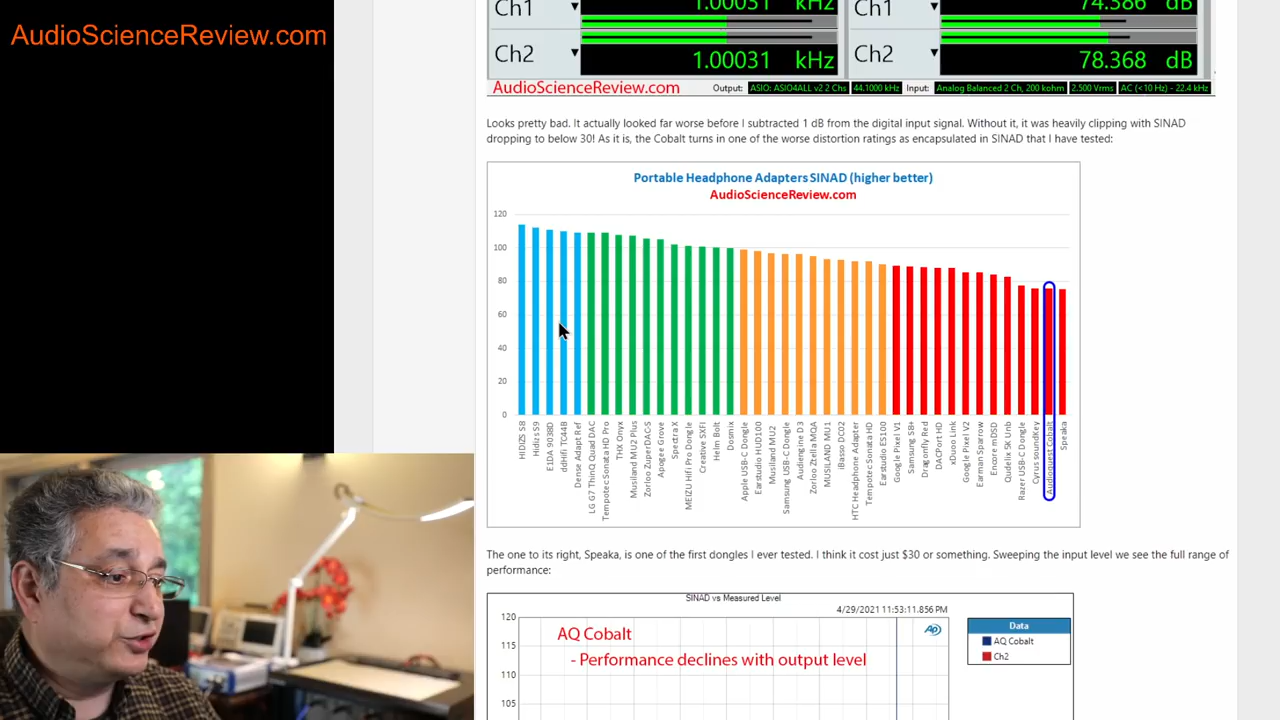 AudioScienceReview.com
Ch1
1.00031 kHz
Ch1
74.386 dB
Ch2
1.00031 kHz
Ch2
78.368 dB
AudioScienceReview.com
Output: ASIO: ASIO4ALL v2 2 Chs 44.1000 kHz Input: Analog Balanced 2 Ch, 200 kohm 2.500 Vrms AC (<10 Hz) - 22.4 kHz
Looks pretty bad. It actually looked far worse before I subtracted 1 dB from the digital input signal. Without it, it was heavily clipping with SINAD
dropping to below 30! As it is, the Cobalt turns in one of the worse distortion ratings as encapsulated in SINAD that I have tested:
Portable Headphone Adapters SINAD (higher better)
AudioScienceReview.com
120
100
80
60
40
20
0
HIDIZS S8
Hidizs S9
E1DA 9038D
ddHifi TC44B
Dense Adapt Ref
LG G7 ThinQ Quad DAC
Tempotec Sonata HD Pro
THX Onyx
Musiland MU2 Plus
Zorloo ZuperDAC-S
Apogee Groove
Spectra X
MEIZU Hifi Pro Dongle
Creative SXFI
Helm Bolt
Dosmix
Apple USB-C Dongle
Earstudio HUD100
Musiland MU2
Samsung USB-C Dongle
Audiengine D3
Zorloo Ztella MQA
MUSILAND MU1
iBasso DC02
HTC Headphone Adapter
Tempotec Sonata HD
Earstudio ES100
Google Pixel V1
Samsung S8+
Dragonfly Red
DACPort HD
xDuoo Link
Google Pixel V2
Earmen Sparrow
Encore mDSD
Qudelix 5K Unb
Razer USB-C Dongle
Cyrus soundKey
Audioquest Cobalt
Speaka
The one to its right, Speaka, is one of the first dongles I ever tested. I think it cost just $30 or something. Sweeping the input level we see the full range of
performance:
SINAD vs Measured Level
4/29/2021 11:53:11.856 PM
120
115
110
105
AQ Cobalt
- Performance declines with output level
AP
Data
AQ Cobalt
Ch2